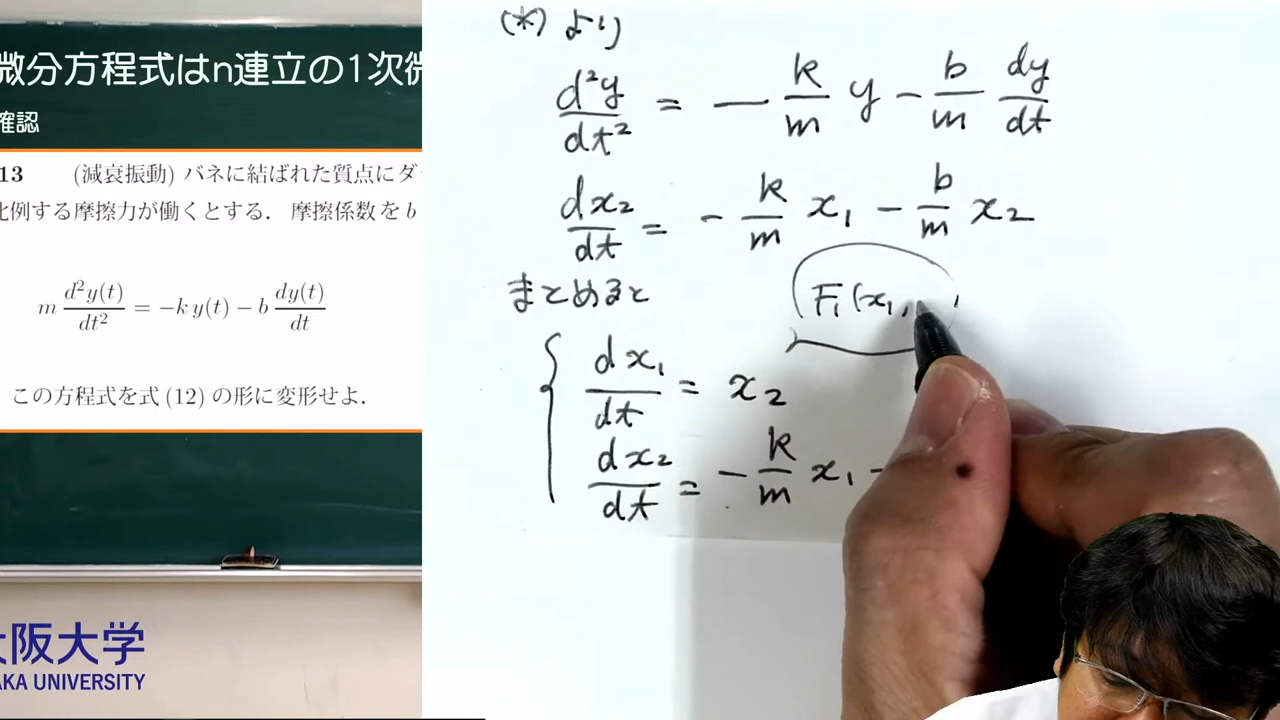 微分方程式はn連立の1次微
確認
13 (減衰振動) バネに結ばれた質点にダ
比例する摩擦力が働くとする. 摩擦係数を b
m d²y(t)/dt² = −k y(t) − b dy(t)/dt
この方程式を式 (12) の形に変形せよ.
大阪大学
AKA UNIVERSITY
(*) より
d²y/dt² = − k/m y − b/m dy/dt
dx₂/dt = − k/m x₁ − b/m x₂
まとめると
F₁(x₁,
dx₁/dt = x₂
dx₂/dt = − k/m x₁ −